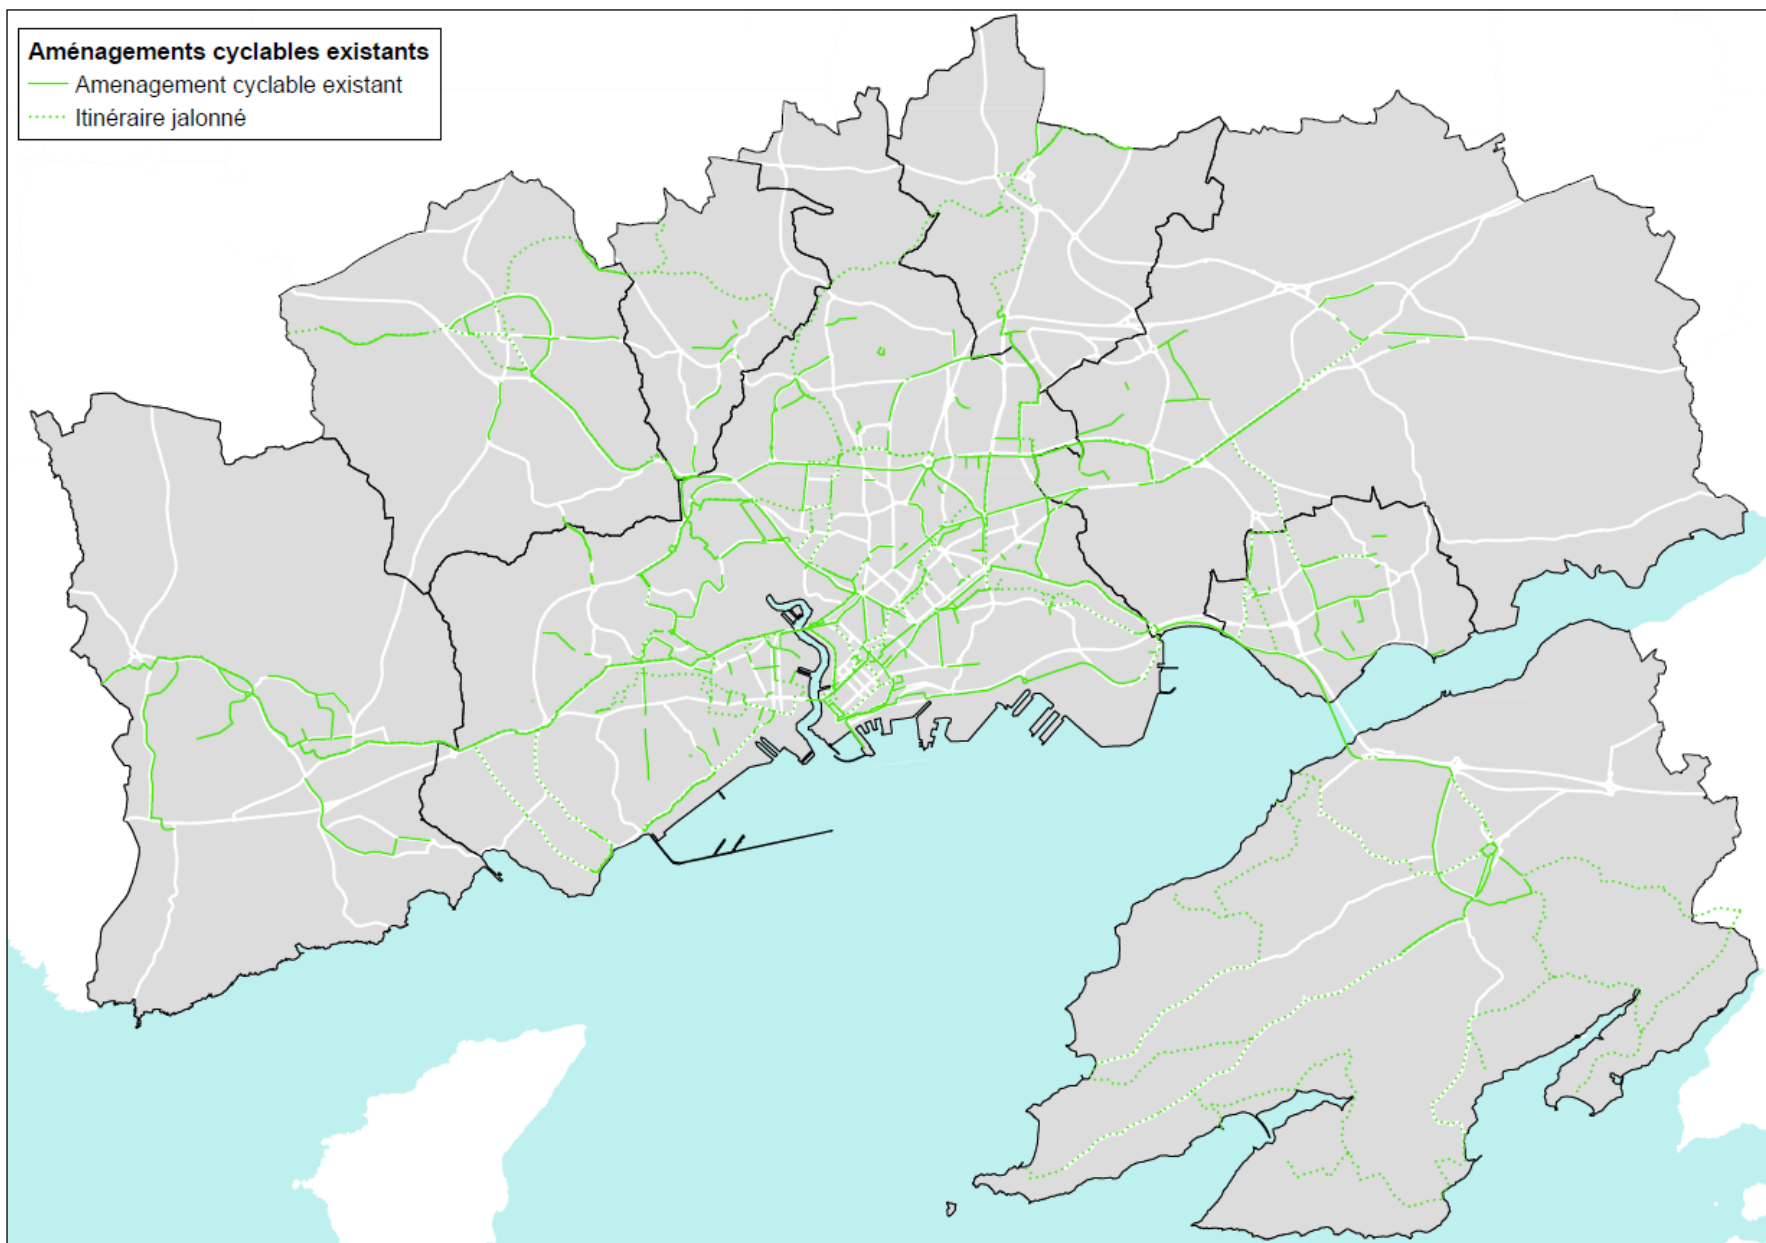 Aménagements cyclables existants
Amenagement cyclable existant
Itinéraire jalonné